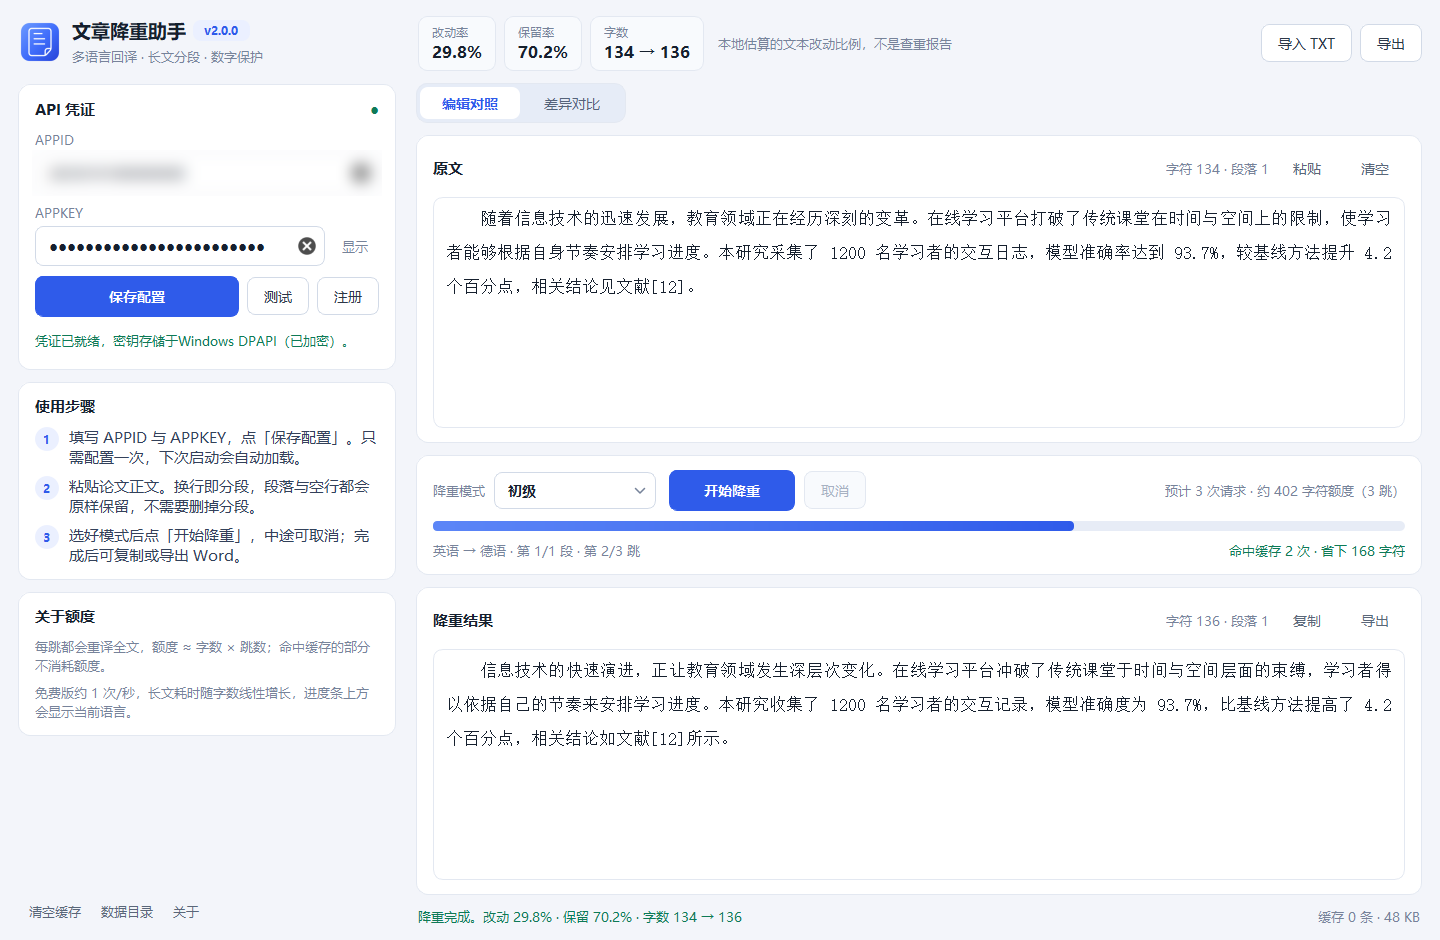 文章降重助手 v2.0.0
多语言回译 · 长文分段 · 数字保护
改动率
29.8%
保留率
70.2%
字数
134 → 136
本地估算的文本改动比例，不是查重报告
导入 TXT
导出
API 凭证
APPID
APPKEY
显示
保存配置
测试
注册
凭证已就绪，密钥存储于Windows DPAPI（已加密）。
使用步骤
1 填写 APPID 与 APPKEY，点「保存配置」。只
需配置一次，下次启动会自动加载。
2 粘贴论文正文。换行即分段，段落与空行都会
原样保留，不需要删掉分段。
3 选好模式后点「开始降重」，中途可取消；完
成后可复制或导出 Word。
关于额度
每跳都会重译全文，额度 ≈ 字数 × 跳数；命中缓存的部分
不消耗额度。
免费版约 1 次/秒，长文耗时随字数线性增长，进度条上方
会显示当前语言。
清空缓存
数据目录
关于
编辑对照
差异对比
原文
字符 134 · 段落 1
粘贴
清空
随着信息技术的迅速发展，教育领域正在经历深刻的变革。在线学习平台打破了传统课堂在时间与空间上的限制，使学习
者能够根据自身节奏安排学习进度。本研究采集了 1200 名学习者的交互日志，模型准确率达到 93.7%，较基线方法提升 4.2
个百分点，相关结论见文献[12]。
降重模式
初级
开始降重
取消
预计 3 次请求 · 约 402 字符额度（3 跳）
英语 → 德语 · 第 1/1 段 · 第 2/3 跳
命中缓存 2 次 · 省下 168 字符
降重结果
字符 136 · 段落 1
复制
导出
信息技术的快速演进，正让教育领域发生深层次变化。在线学习平台冲破了传统课堂于时间与空间层面的束缚，学习者得
以依据自己的节奏来安排学习进度。本研究收集了 1200 名学习者的交互记录，模型准确度为 93.7%，比基线方法提高了 4.2
个百分点，相关结论如文献[12]所示。
降重完成。改动 29.8% · 保留 70.2% · 字数 134 → 136
缓存 0 条 · 48 KB